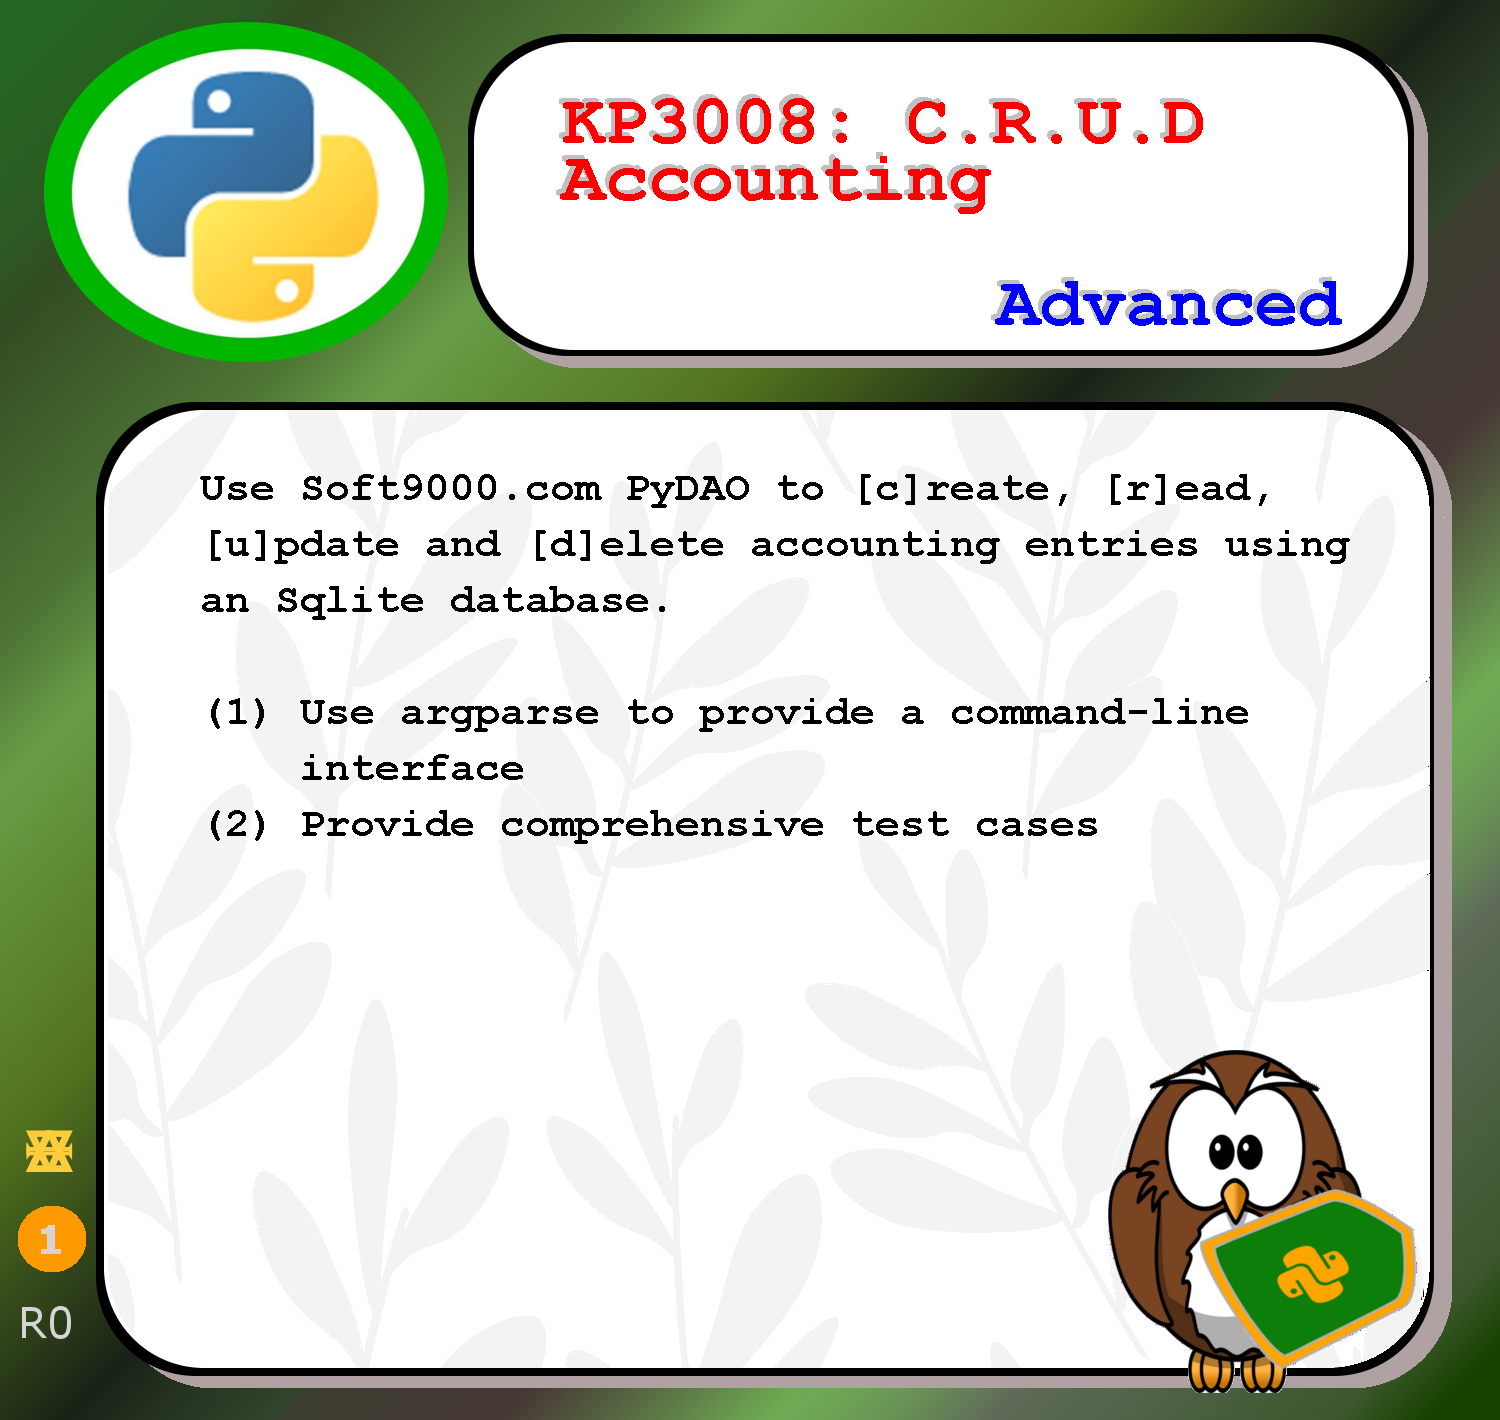 KP3008: C.R.U.D
Accounting
Advanced
Use Soft9000.com PyDAO to [c]reate, [r]ead,
[u]pdate and [d]elete accounting entries using
an Sqlite database.
(1) Use argparse to provide a command-line
interface
(2) Provide comprehensive test cases
1
R0